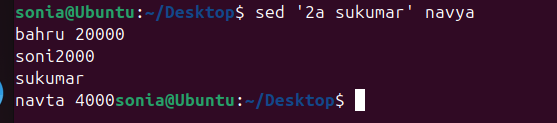 sonia@Ubuntu:~/Desktop$ sed '2a sukumar' navya
bahru 20000
soni2000
sukumar
navta 4000sonia@Ubuntu:~/Desktop$